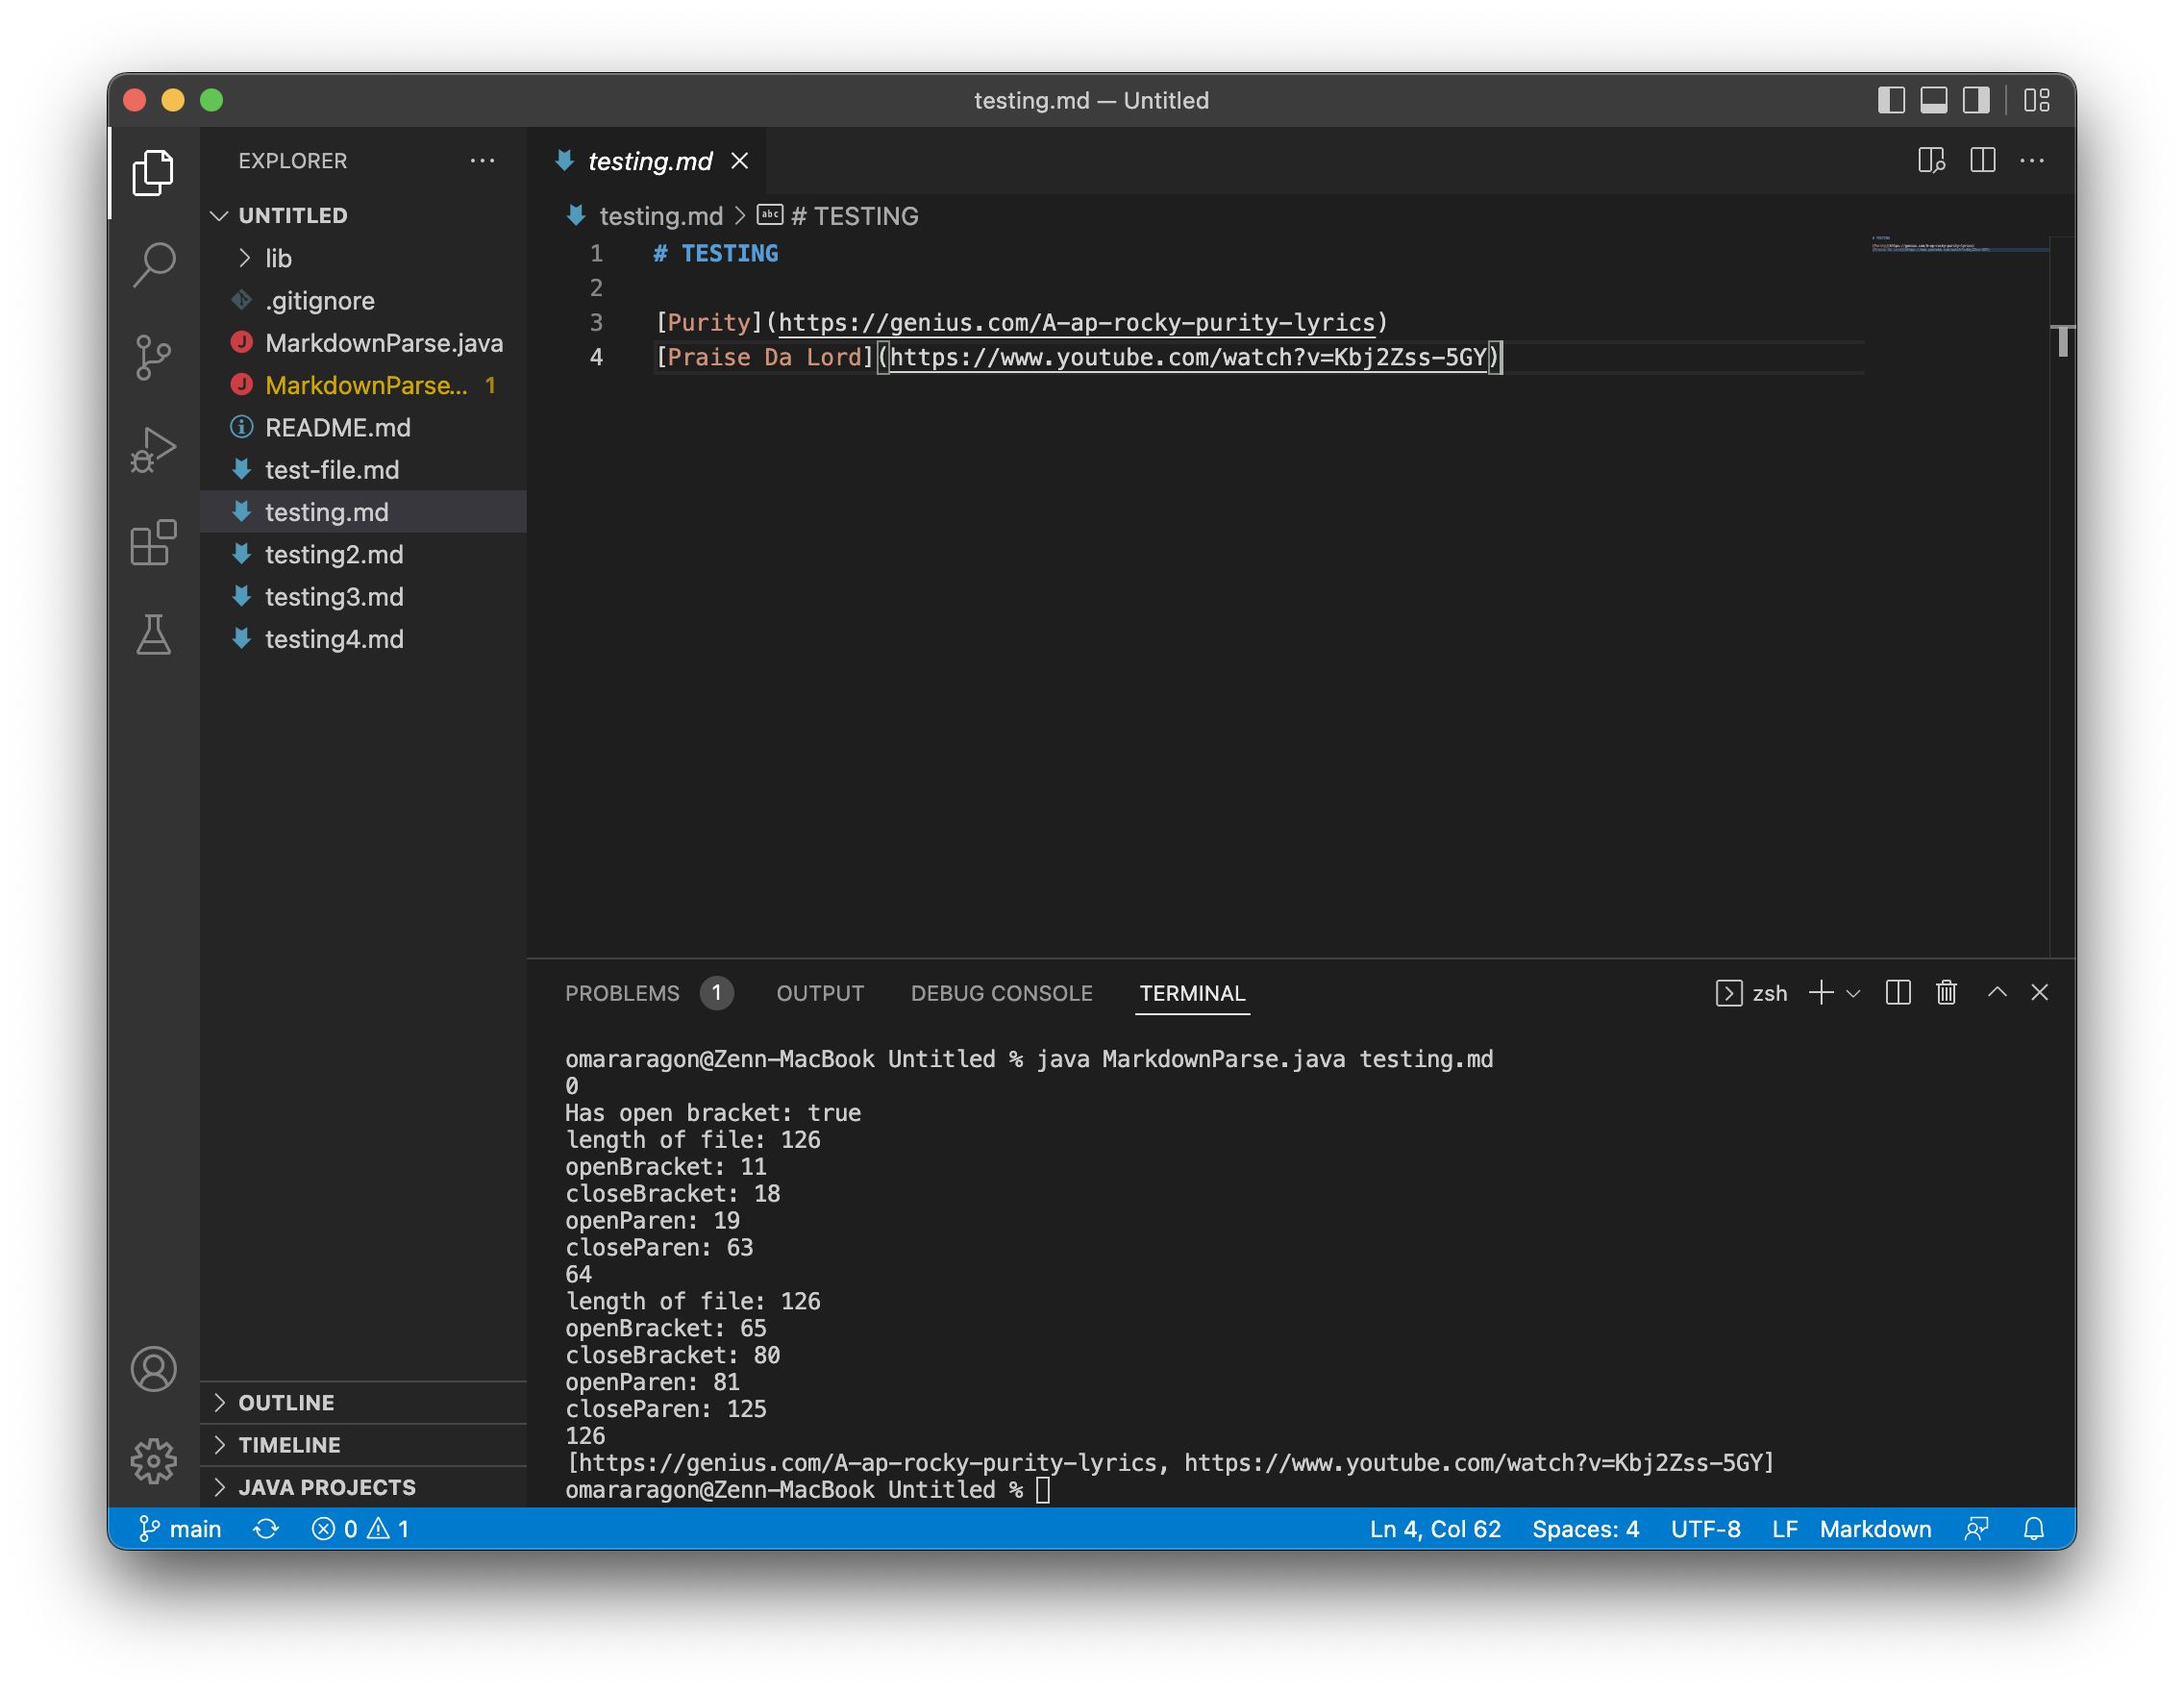 testing.md — Untitled
EXPLORER
UNTITLED
lib
.gitignore
MarkdownParse.java
MarkdownParse... 1
README.md
test-file.md
testing.md
testing2.md
testing3.md
testing4.md
OUTLINE
TIMELINE
JAVA PROJECTS
testing.md
testing.md > # TESTING
1 # TESTING
2
3 [Purity](https://genius.com/A-ap-rocky-purity-lyrics)
4 [Praise Da Lord](https://www.youtube.com/watch?v=Kbj2Zss-5GY)
PROBLEMS 1 OUTPUT DEBUG CONSOLE TERMINAL zsh
omararagon@Zenn-MacBook Untitled % java MarkdownParse.java testing.md
0
Has open bracket: true
length of file: 126
openBracket: 11
closeBracket: 18
openParen: 19
closeParen: 63
64
length of file: 126
openBracket: 65
closeBracket: 80
openParen: 81
closeParen: 125
126
[https://genius.com/A-ap-rocky-purity-lyrics, https://www.youtube.com/watch?v=Kbj2Zss-5GY]
omararagon@Zenn-MacBook Untitled %
main 0 1 Ln 4, Col 62 Spaces: 4 UTF-8 LF Markdown